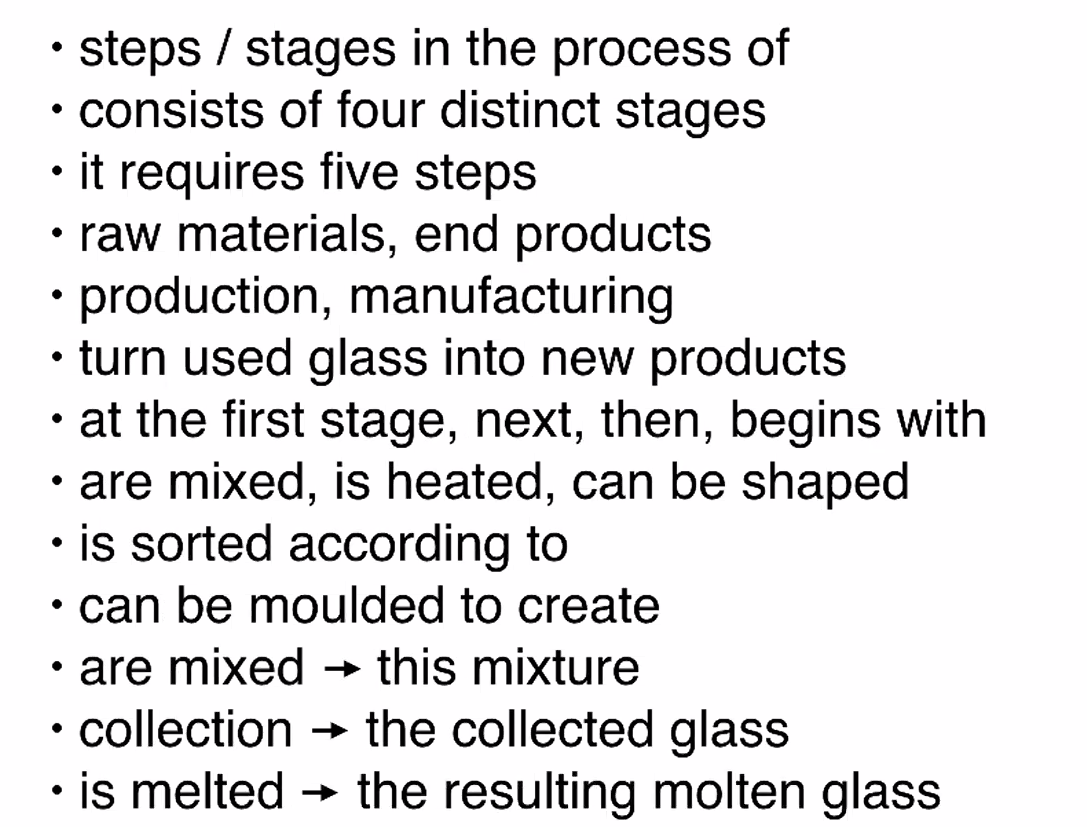 • steps / stages in the process of
• consists of four distinct stages
• it requires five steps
• raw materials, end products
• production, manufacturing
• turn used glass into new products
• at the first stage, next, then, begins with
• are mixed, is heated, can be shaped
• is sorted according to
• can be moulded to create
• are mixed → this mixture
• collection → the collected glass
• is melted → the resulting molten glass